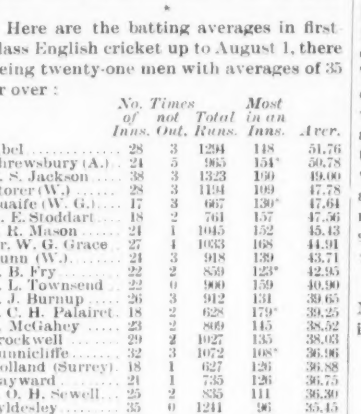 *
Here are the batting averages in first
lass English cricket up to August 1, there
eing twenty-one men with averages of 35
r over :
No. Times Most
of not Total in an
Inns. Out. Runs. Inns. Aver.
bel ............ 28 3 1294 148 51.76
hrewsbury (A.) .. 24 5 965 154* 50.78
. S. Jackson .... 38 3 1323 160 49.00
torer (W.) ...... 28 3 1194 109 47.78
uaife (W. G.) .... 17 3 667 130* 47.64
. E. Stoddart .... 18 2 761 157 47.56
. R. Mason ...... 24 1 1045 152 45.43
r. W. G. Grace .. 27 4 1033 168 44.91
unn (W.) ........ 24 3 918 139 43.71
. B. Fry ........ 22 2 859 123* 42.95
. L. Townsend .. 22 0 900 159 40.90
. J. Burnup .... 26 3 912 131 39.65
. C. H. Palairet. 18 2 628 179* 39.25
. McGahey ...... 23 2 809 145 38.52
rockwell ....... 29 2 1027 135 38.03
unnicliffe ...... 32 3 1072 108* 36.96
olland (Surrey). 18 1 627 126 36.88
ayward ........ 21 1 735 126 36.75
. O. H. Sewell .... 25 2 835 111 36.30
yldesley ....... 35 0 1241 96 35.45